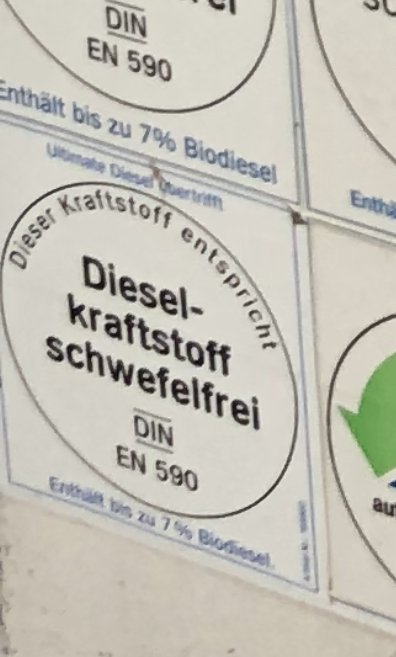 DIN
EN 590
Enthält bis zu 7% Biodiesel
Ultimate Diesel übertrifft
Dieser Kraftstoff entspricht
Diesel-
kraftstoff
schwefelfrei
DIN
EN 590
Enthält bis zu 7% Biodiesel.